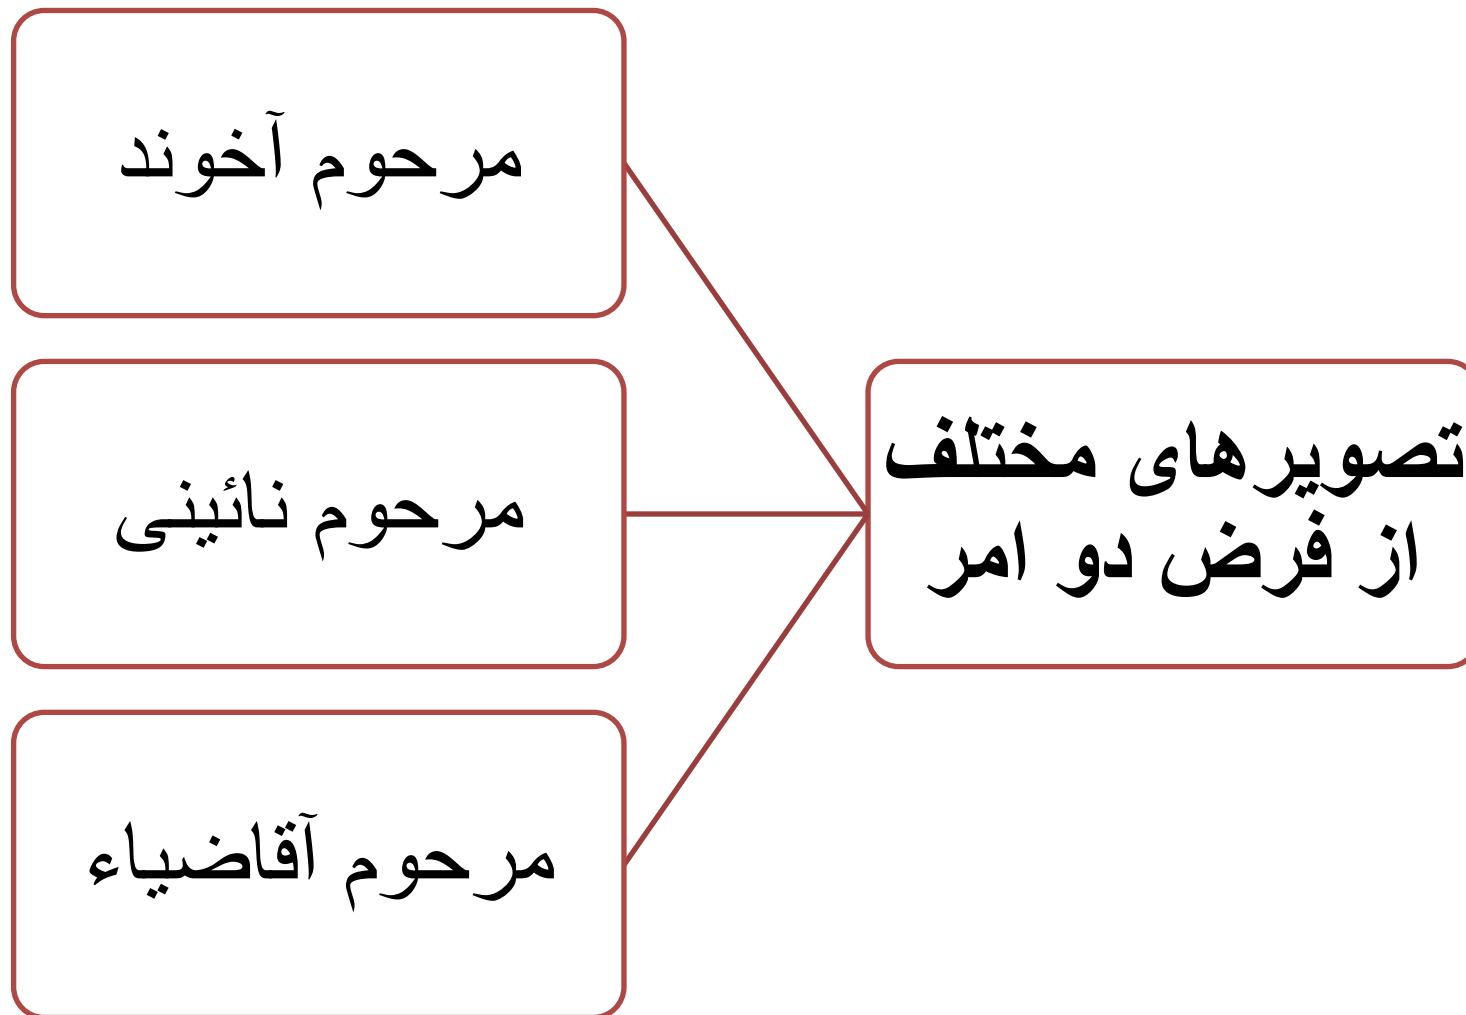 تصویرهای مختلف
از فرض دو امر
مرحوم آخوند
مرحوم نائینی
مرحوم آقاضیاء